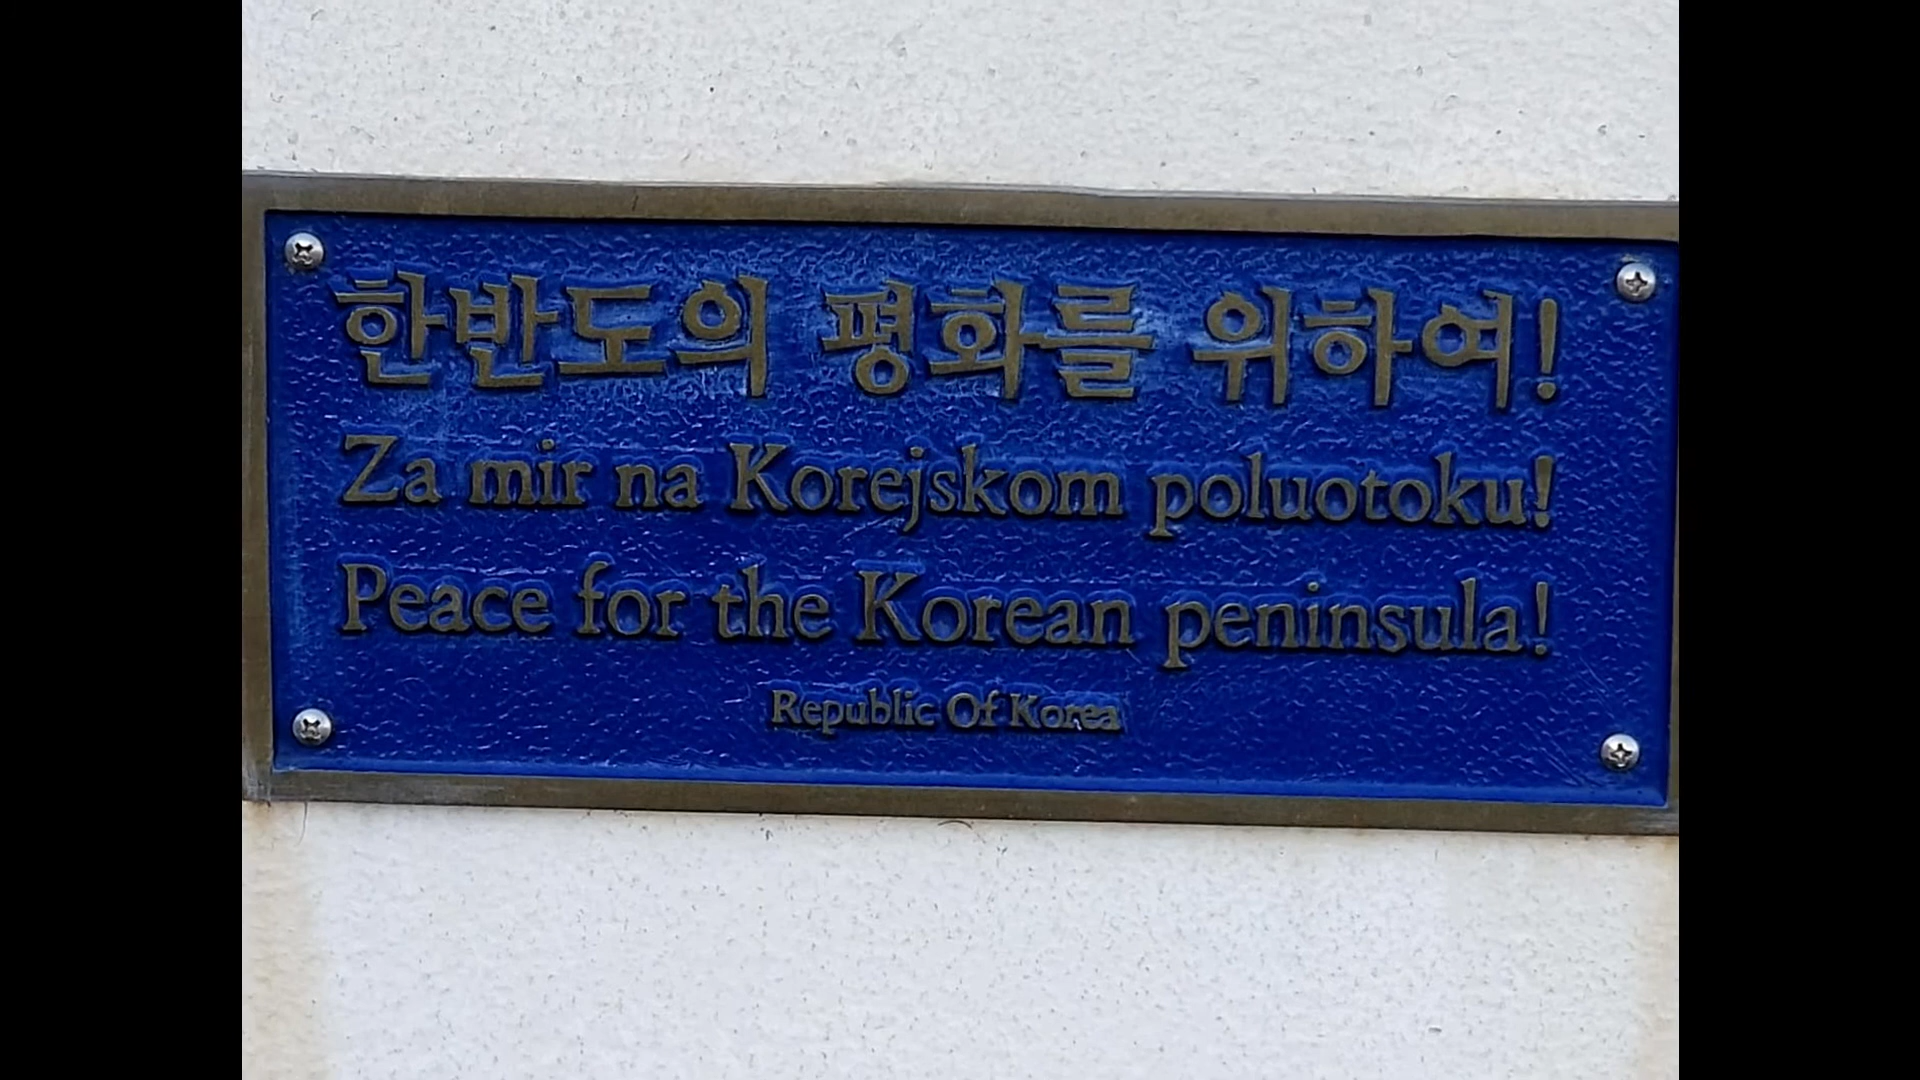 한반도의 평화를 위하여!
Za mir na Korejskom poluotoku!
Peace for the Korean peninsula!
Republic Of Korea